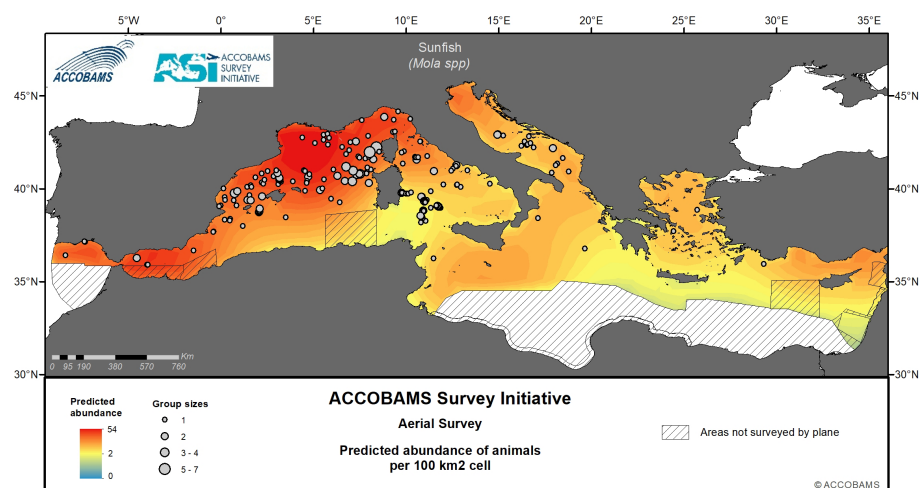 5°W 0° 5°E 10°E 15°E 20°E 25°E 30°E 35°E
Sunfish
(Mola spp)
ACCOBAMS
ASI
ACCOBAMS
SURVEY
INITIATIVE
45°N 45°N
40°N 40°N
35°N 35°N
30°N 30°N
Km
0 95 190 380 570 760
ACCOBAMS Survey Initiative
Aerial Survey
Predicted abundance of animals
per 100 km2 cell
Predicted
abundance
54
2
0
Group sizes
1
2
3 - 4
5 - 7
Areas not surveyed by plane
© ACCOBAMS